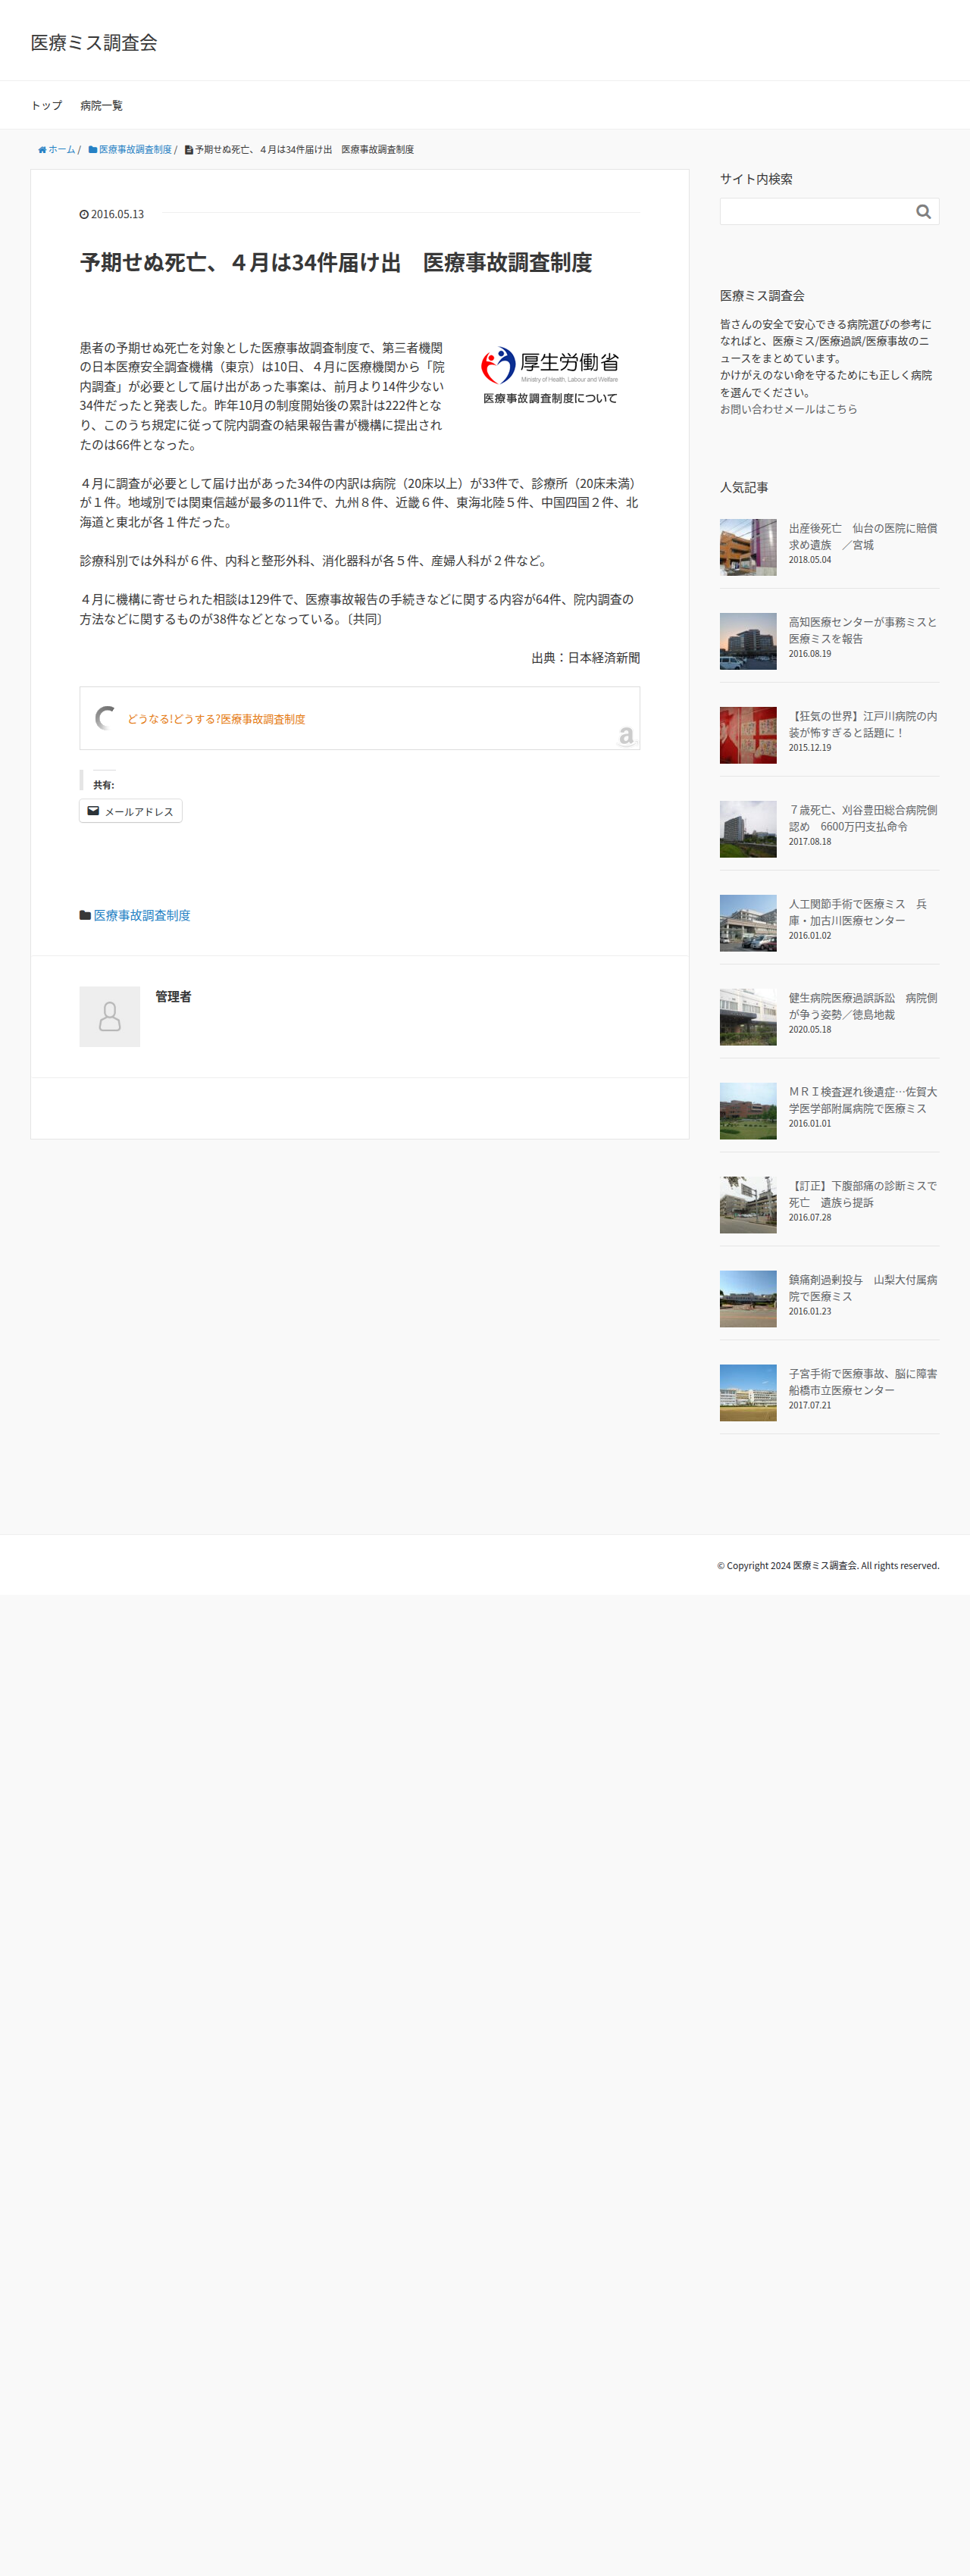 医療ミス調査会
トップ
病院一覧
ホーム /
医療事故調査制度 /
予期せぬ死亡、４月は34件届け出　医療事故調査制度
2016.05.13
予期せぬ死亡、４月は34件届け出　医療事故調査制度
患者の予期せぬ死亡を対象とした医療事故調査制度で、第三者機関
の日本医療安全調査機構（東京）は10日、４月に医療機関から「院
内調査」が必要として届け出があった事案は、前月より14件少ない
34件だったと発表した。昨年10月の制度開始後の累計は222件とな
り、このうち規定に従って院内調査の結果報告書が機構に提出され
たのは66件となった。
厚生労働省
Ministry of Health, Labour and Welfare
医療事故調査制度について
４月に調査が必要として届け出があった34件の内訳は病院（20床以上）が33件で、診療所（20床未満）
が１件。地域別では関東信越が最多の11件で、九州８件、近畿６件、東海北陸５件、中国四国２件、北
海道と東北が各１件だった。
診療科別では外科が６件、内科と整形外科、消化器科が各５件、産婦人科が２件など。
４月に機構に寄せられた相談は129件で、医療事故報告の手続きなどに関する内容が64件、院内調査の
方法などに関するものが38件などとなっている。〔共同〕
出典：日本経済新聞
どうなる!どうする?医療事故調査制度
a
共有:
メールアドレス
医療事故調査制度
管理者
サイト内検索
医療ミス調査会
皆さんの安全で安心できる病院選びの参考に
なればと、医療ミス/医療過誤/医療事故のニ
ュースをまとめています。
かけがえのない命を守るためにも正しく病院
を選んでください。
お問い合わせメールはこちら
人気記事
出産後死亡　仙台の医院に賠償
求め遺族　／宮城
2018.05.04
高知医療センターが事務ミスと
医療ミスを報告
2016.08.19
【狂気の世界】江戸川病院の内
装が怖すぎると話題に！
2015.12.19
７歳死亡、刈谷豊田総合病院側
認め　6600万円支払命令
2017.08.18
人工関節手術で医療ミス　兵
庫・加古川医療センター
2016.01.02
健生病院医療過誤訴訟　病院側
が争う姿勢／徳島地裁
2020.05.18
ＭＲＩ検査遅れ後遺症…佐賀大
学医学部附属病院で医療ミス
2016.01.01
【訂正】下腹部痛の診断ミスで
死亡　遺族ら提訴
2016.07.28
鎮痛剤過剰投与　山梨大付属病
院で医療ミス
2016.01.23
子宮手術で医療事故、脳に障害
船橋市立医療センター
2017.07.21
© Copyright 2024 医療ミス調査会. All rights reserved.